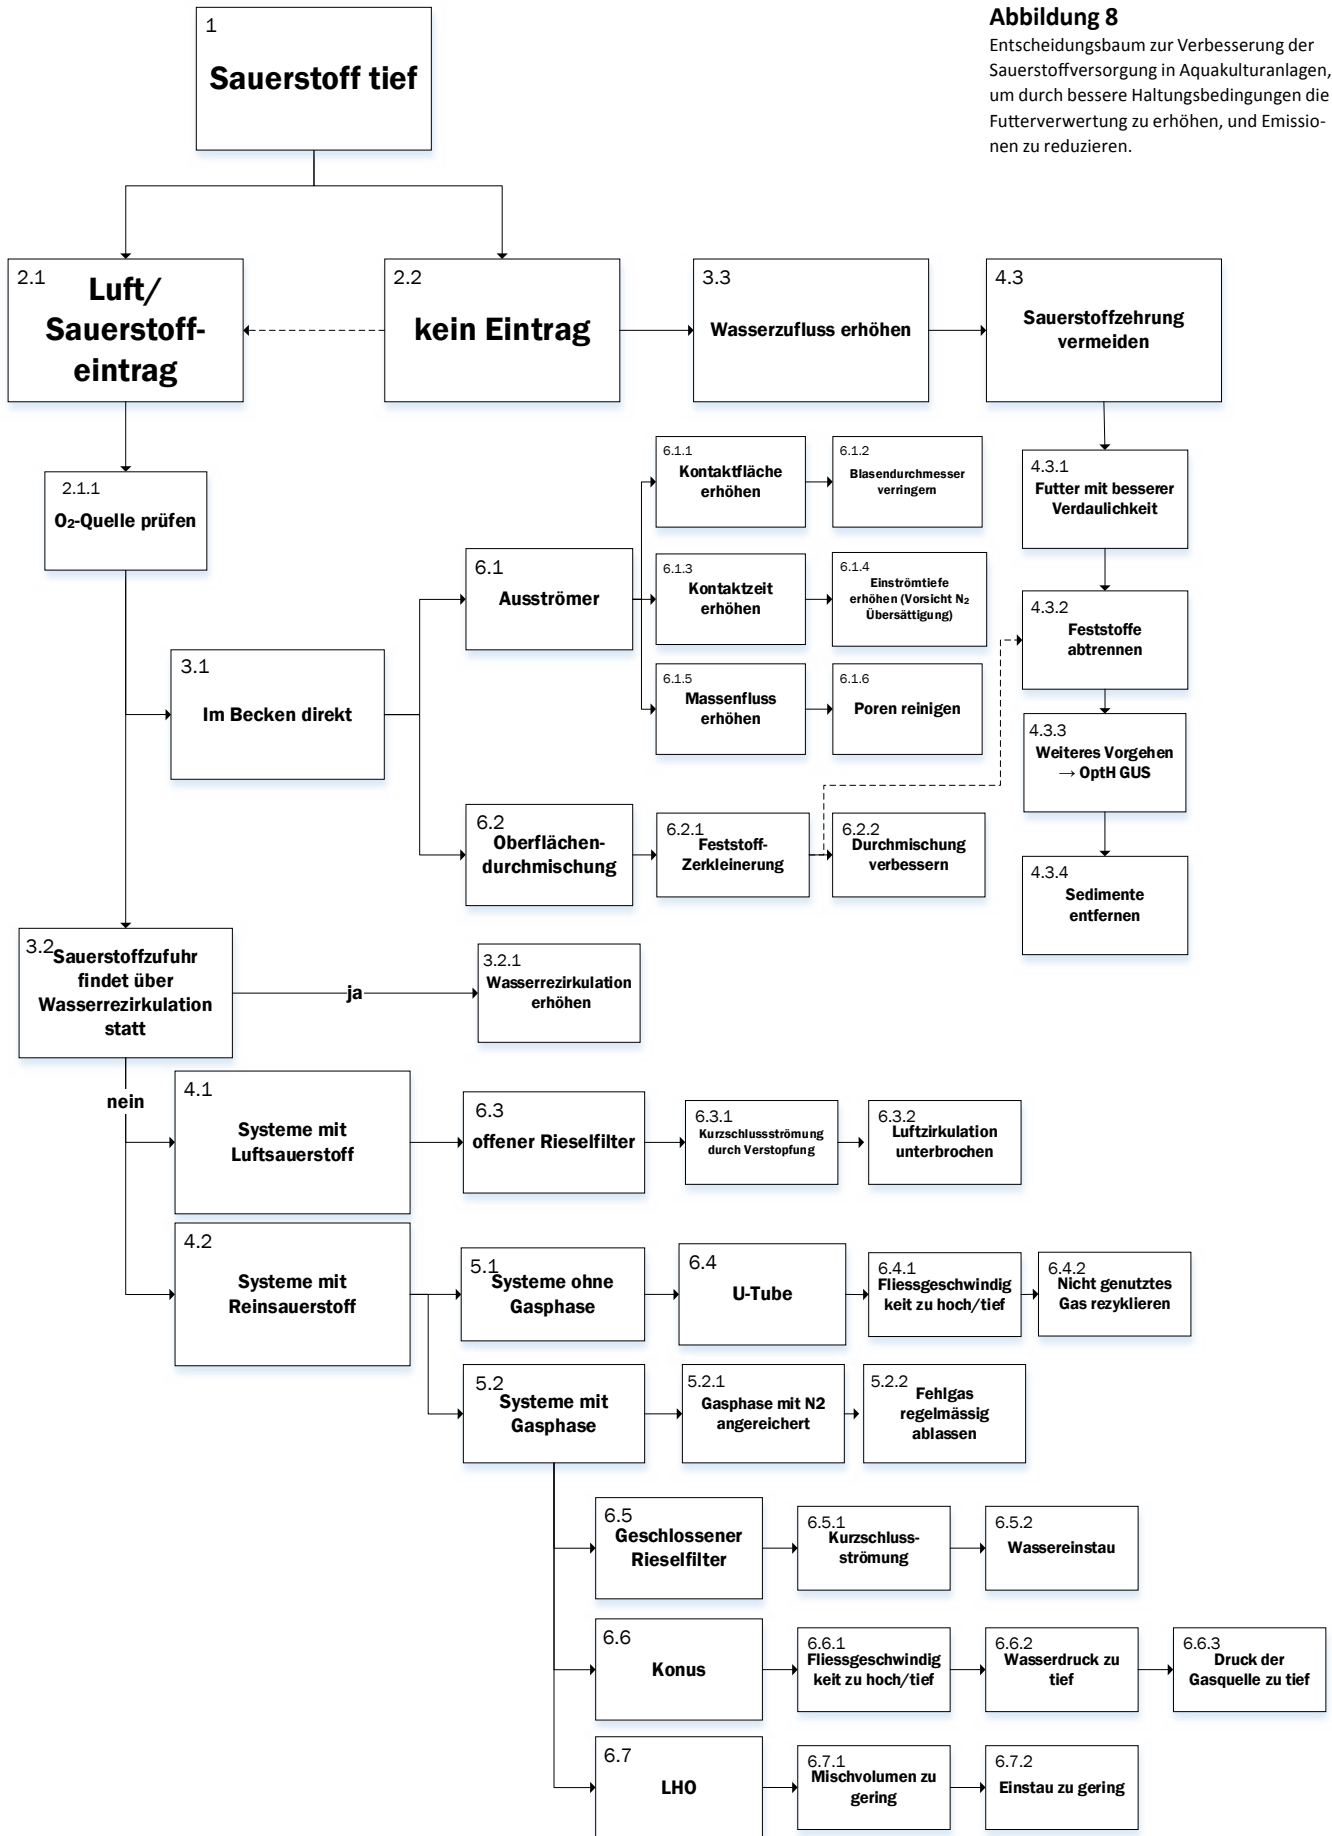 Abbildung 8
Entscheidungsbaum zur Verbesserung der
Sauerstoffversorgung in Aquakulturanlagen,
um durch bessere Haltungsbedingungen die
Futterverwertung zu erhöhen, und Emissio-
nen zu reduzieren.
1
Sauerstoff tief
2.1
Luft/
Sauerstoff-
eintrag
2.2
kein Eintrag
3.3
Wasserzufluss erhöhen
4.3
Sauerstoffzehrung
vermeiden
2.1.1
O₂-Quelle prüfen
6.1.1
Kontaktfläche
erhöhen
6.1.2
Blasendurchmesser
verringern
4.3.1
Futter mit besserer
Verdaulichkeit
6.1
Ausströmer
6.1.3
Kontaktzeit
erhöhen
6.1.4
Einströmtiefe
erhöhen (Vorsicht N₂
Übersättigung)
4.3.2
Feststoffe
abtrennen
3.1
Im Becken direkt
6.1.5
Massenfluss
erhöhen
6.1.6
Poren reinigen
4.3.3
Weiteres Vorgehen
→ OptH GUS
6.2
Oberflächen-
durchmischung
6.2.1
Feststoff-
Zerkleinerung
6.2.2
Durchmischung
verbessern
4.3.4
Sedimente
entfernen
3.2
Sauerstoffzufuhr
findet über
Wasserrezirkulation
statt
ja
3.2.1
Wasserrezirkulation
erhöhen
nein
4.1
Systeme mit
Luftsauerstoff
6.3
offener Rieselfilter
6.3.1
Kurzschlussströmung
durch Verstopfung
6.3.2
Luftzirkulation
unterbrochen
4.2
Systeme mit
Reinsauerstoff
5.1
Systeme ohne
Gasphase
6.4
U-Tube
6.4.1
Fliessgeschwindig
keit zu hoch/tief
6.4.2
Nicht genutztes
Gas rezyklieren
5.2
Systeme mit
Gasphase
5.2.1
Gasphase mit N2
angereichert
5.2.2
Fehlgas
regelmässig
ablassen
6.5
Geschlossener
Rieselfilter
6.5.1
Kurzschluss-
strömung
6.5.2
Wassereinstau
6.6
Konus
6.6.1
Fliessgeschwindig
keit zu hoch/tief
6.6.2
Wasserdruck zu
tief
6.6.3
Druck der
Gasquelle zu tief
6.7
LHO
6.7.1
Mischvolumen zu
gering
6.7.2
Einstau zu gering